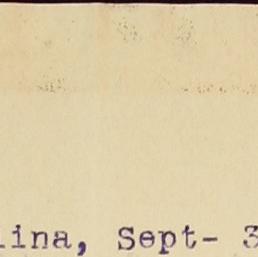 lina, Sept- 3